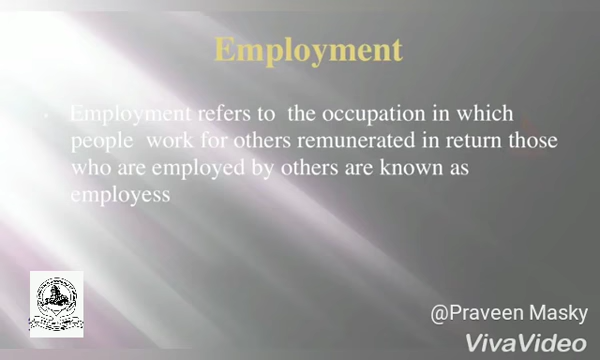 Employment
Employment refers to the occupation in which
people work for others remunerated in return those
who are employed by others are known as
employess
@Praveen Masky
VivaVideo